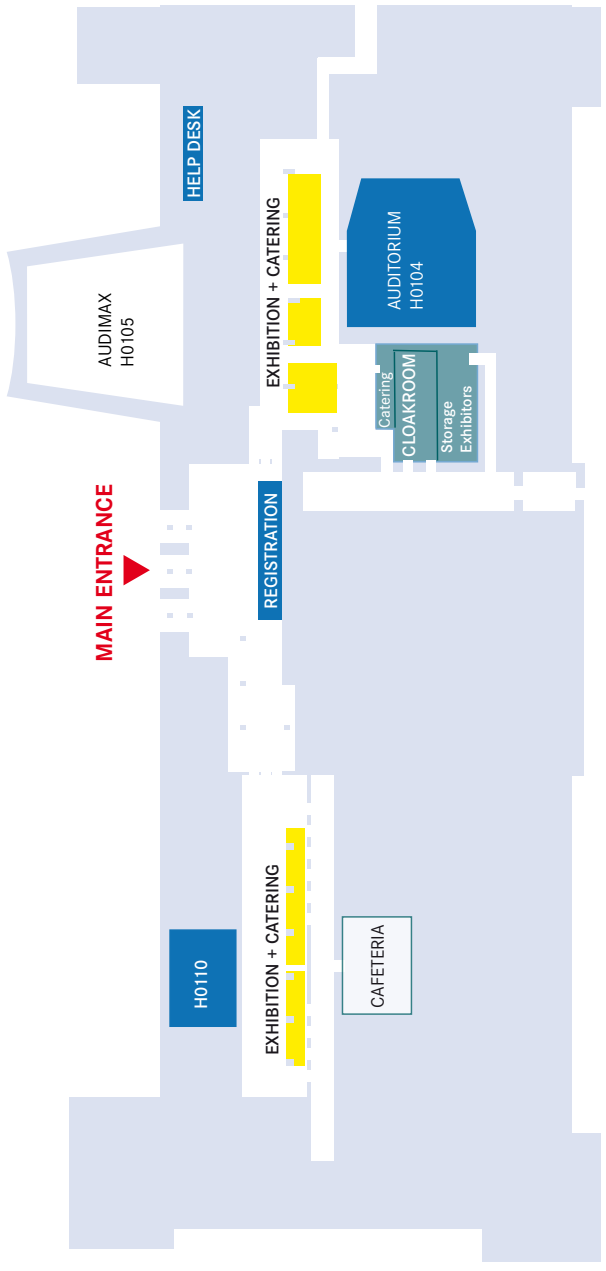 HELP DESK
EXHIBITION + CATERING
AUDITORIUM
H0104
AUDIMAX
H0105
Catering
CLOAKROOM
Storage
Exhibitors
MAIN ENTRANCE
REGISTRATION
EXHIBITION + CATERING
H0110
CAFETERIA